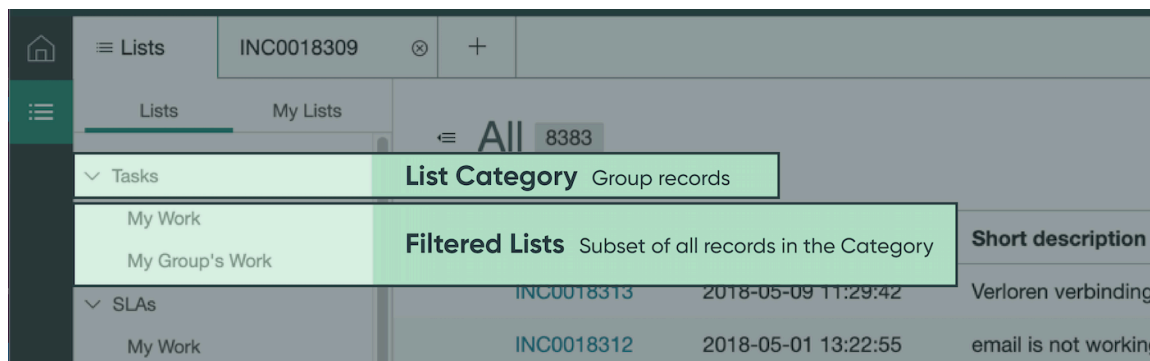 Lists
INC0018309
Lists
My Lists
All 8383
Tasks
List Category Group records
My Work
My Group's Work
Filtered Lists Subset of all records in the Category
Short description
SLAs
INC0018313 2018-05-09 11:29:42 Verloren verbinding
My Work
INC0018312 2018-05-01 13:22:55 email is not working